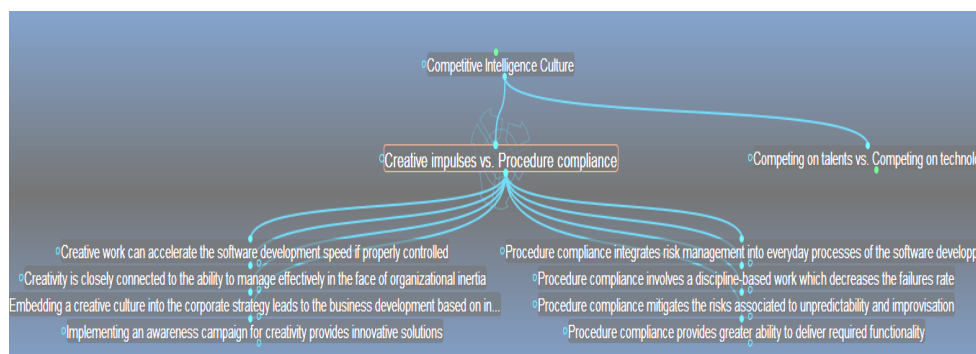 Competitive Intelligence Culture
Creative impulses vs. Procedure compliance
Competing on talents vs. Competing on technolo
Creative work can accelerate the software development speed if properly controlled
Creativity is closely connected to the ability to manage effectively in the face of organizational inertia
Embedding a creative culture into the corporate strategy leads to the business development based on in...
Implementing an awareness campaign for creativity provides innovative solutions
Procedure compliance integrates risk management into everyday processes of the software developp
Procedure compliance involves a discipline-based work which decreases the failures rate
Procedure compliance mitigates the risks associated to unpredictability and improvisation
Procedure compliance provides greater ability to deliver required functionality